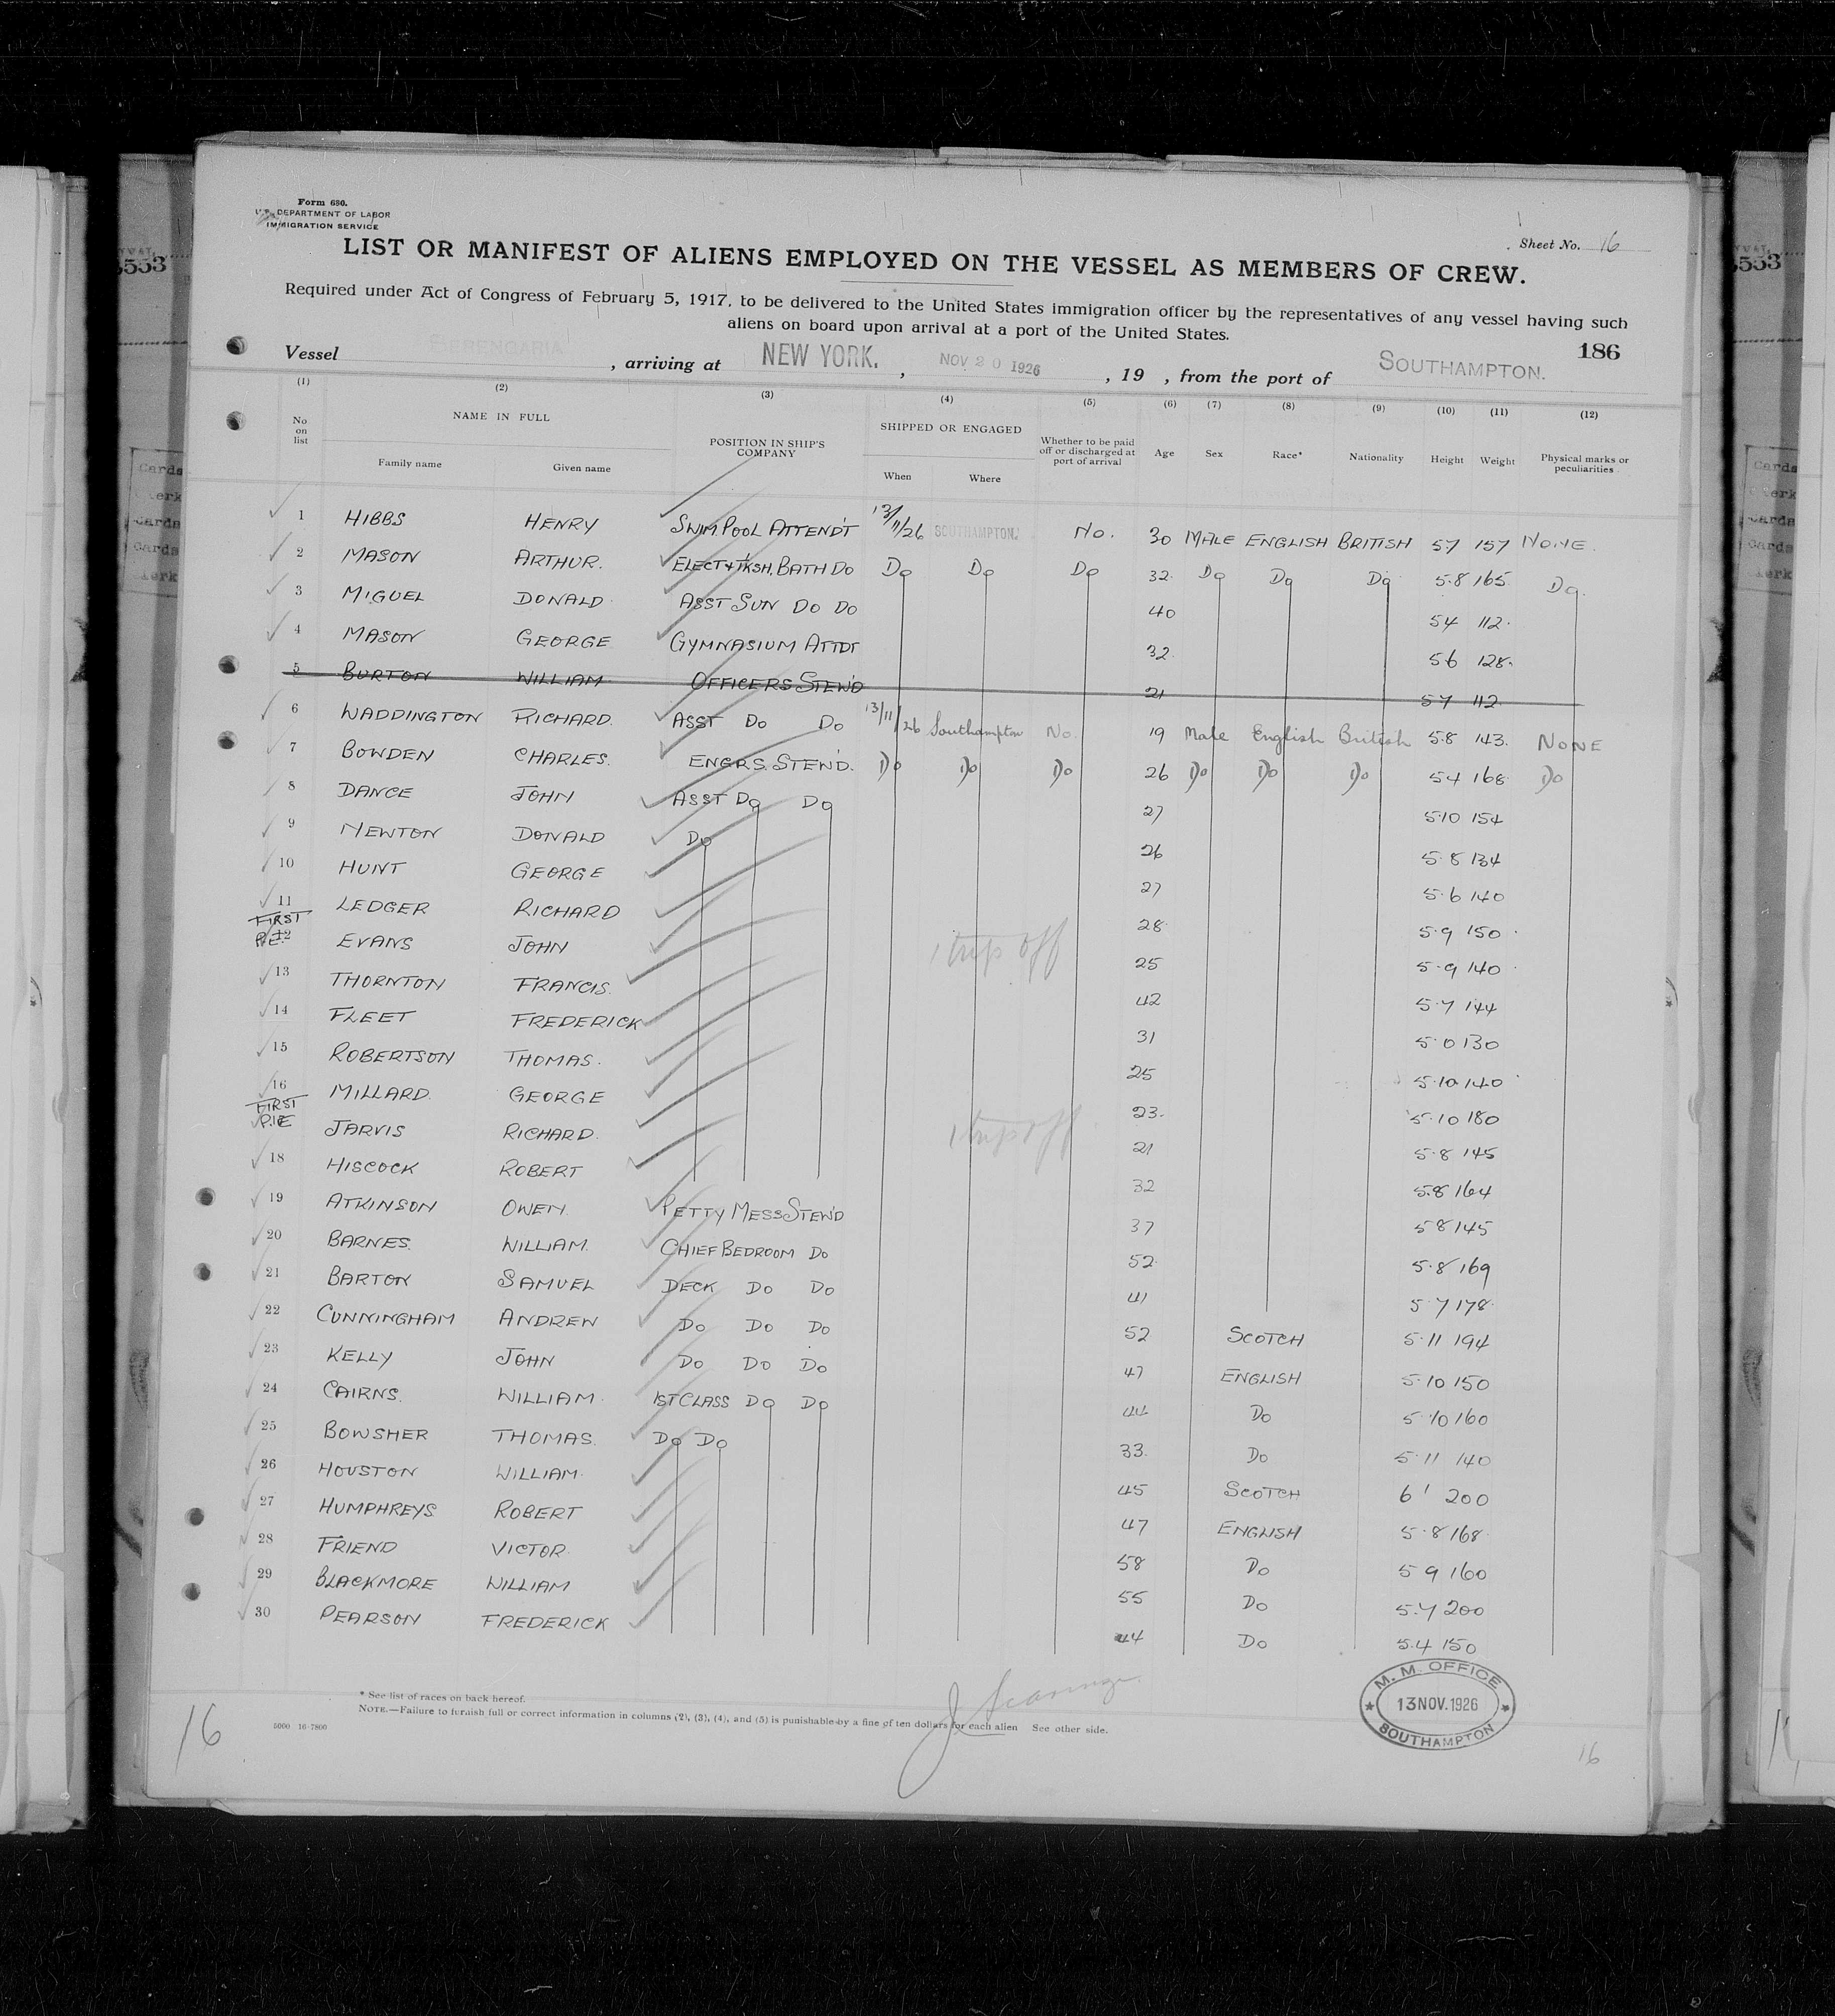 Form 680.
U.S. DEPARTMENT OF LABOR
IMMIGRATION SERVICE
Sheet No. 16
LIST OR MANIFEST OF ALIENS EMPLOYED ON THE VESSEL AS MEMBERS OF CREW.
Required under Act of Congress of February 5, 1917, to be delivered to the United States immigration officer by the representatives of any vessel having such
aliens on board upon arrival at a port of the United States.
186
Vessel BERENGARIA, arriving at NEW YORK. , NOV 20 1926 , 19 , from the port of SOUTHAMPTON.
(1) (2) (3) (4) (5) (6) (7) (8) (9) (10) (11) (12)
No on list NAME IN FULL Family name Given name POSITION IN SHIP'S COMPANY SHIPPED OR ENGAGED When Where Whether to be paid off or discharged at port of arrival Age Sex Race* Nationality Height Weight Physical marks or peculiarities
1 HIBBS HENRY SWIM. POOL ATTEND'T 13/11/26 SOUTHAMPTON. No. 30 MALE ENGLISH BRITISH 5.7 157 NONE.
2 MASON ARTHUR. ELECT & T'KSH. BATH DO Do Do Do 32 Do Do Do 5.8 165 Do.
3 MIGUEL DONALD ASST SUN DO DO 40 5 4 112.
4 MASON GEORGE GYMNASIUM ATTDT 32. 5 6 128.
5 BURTON WILLIAM OFFICERS STEW'D 21 5 7 112
6 WADDINGTON RICHARD. ASST DO DO 13/11/26 Southampton No. 19 Male English British 5.8 143. NONE
7 BOWDEN CHARLES. ENGRS. STEW'D. Do Do Do 26 Do Do Do 5 4 168 Do
8 DANCE JOHN ASST DO DO 27 5.10 154
9 NEWTON DONALD DO 26 5.8 134
10 HUNT GEORGE 27 5.6 140
11 LEDGER RICHARD 28 5.9 150
FIRST
P.E. 12 EVANS JOHN 1 trip off 25 5.9 140
13 THORNTON FRANCIS. 42 5.7 144
14 FLEET FREDERICK 31 5.0 130
15 ROBERTSON THOMAS. 25 5.10 140
16 MILLARD. GEORGE 23. 5.10 180
FIRST
P.I.E JARVIS RICHARD. 1 trip off 21 5.8 145
18 HISCOCK ROBERT 32 5.8 164
19 ATKINSON OWEN. PETTY MESS STEW'D 37 5 8 145
20 BARNES. WILLIAM. CHIEF BEDROOM DO 52 5.8 169
21 BARTON SAMUEL DECK DO DO 41 5.7 178
22 CUNNINGHAM ANDREW DO DO DO 52 SCOTCH 5.11 194
23 KELLY JOHN DO DO DO 47 ENGLISH 5.10 150
24 CAIRNS. WILLIAM. 1ST CLASS DO DO 44 DO 5.10 160
25 BOWSHER THOMAS. DO DO 33. DO 5.11 140
26 HOUSTON WILLIAM. 45 SCOTCH 6' 200
27 HUMPHREYS ROBERT 47 ENGLISH 5.8 168
28 FRIEND VICTOR. 58 DO 5 9 160
29 BLACKMORE WILLIAM 55 DO 5.7 200
30 PEARSON FREDERICK 44 DO 5.4 150
* See list of races on back hereof.
NOTE.—Failure to furnish full or correct information in columns (2), (3), (4), and (5) is punishable by a fine of ten dollars for each alien See other side.
5000 16-7800
16
M. M. OFFICE
13 NOV. 1926
SOUTHAMPTON
16